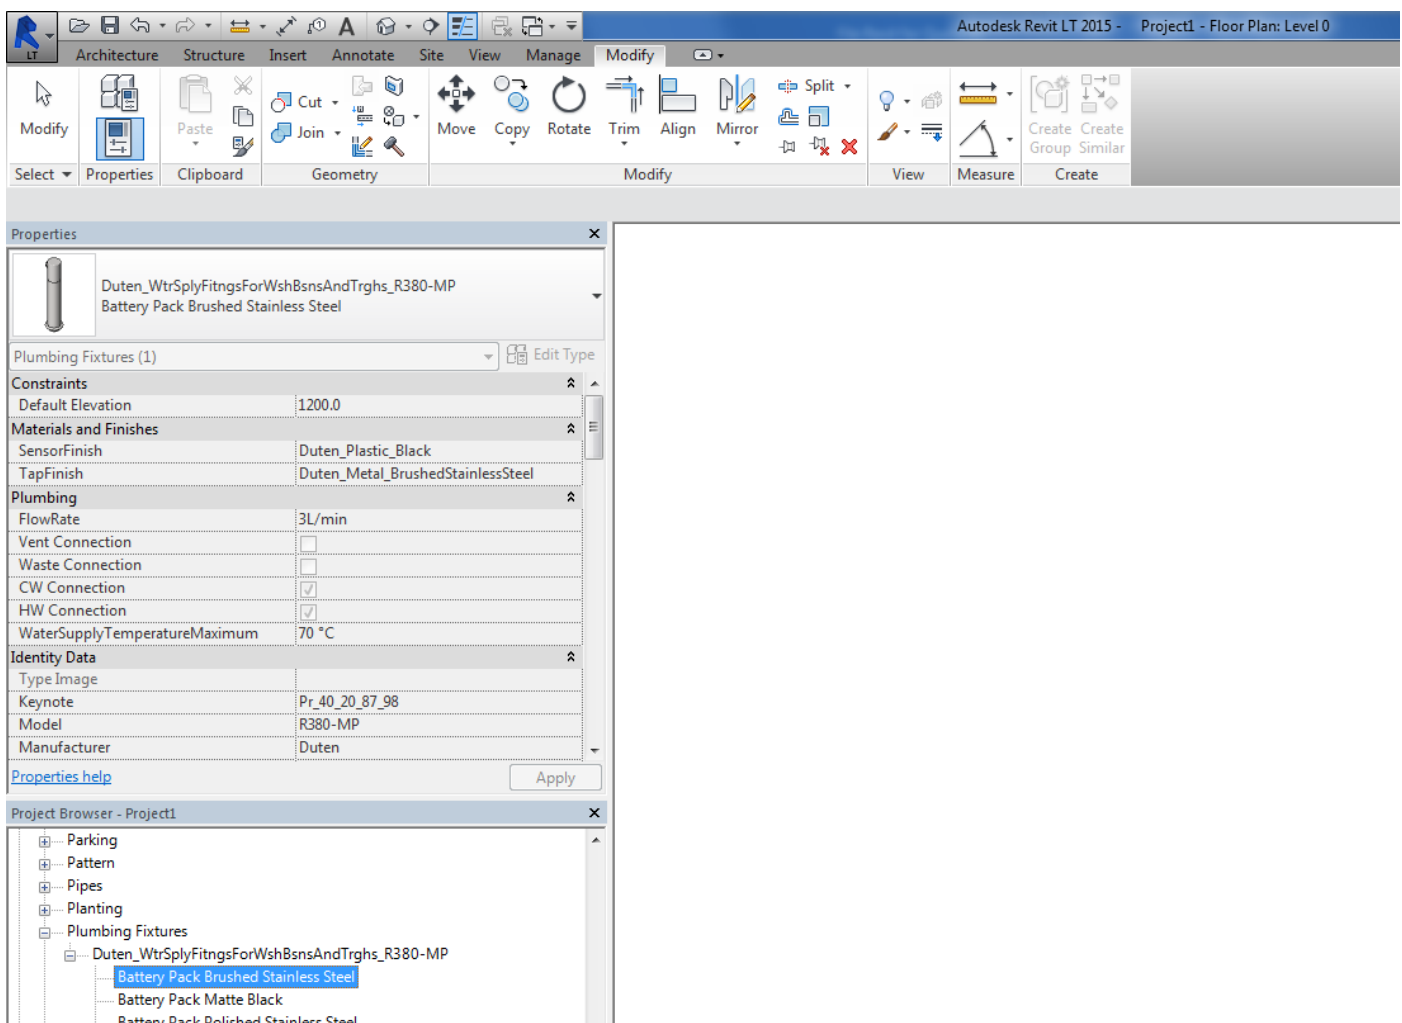 Autodesk Revit LT 2015 - Project1 - Floor Plan: Level 0
LT Architecture Structure Insert Annotate Site View Manage Modify
Modify Paste Cut Join Move Copy Rotate Trim Align Mirror Split Create Group Create Similar
Select Properties Clipboard Geometry Modify View Measure Create
Properties
Duten_WtrSplyFitngsForWshBsnsAndTrghs_R380-MP
Battery Pack Brushed Stainless Steel
Plumbing Fixtures (1) Edit Type
Constraints
Default Elevation 1200.0
Materials and Finishes
SensorFinish Duten_Plastic_Black
TapFinish Duten_Metal_BrushedStainlessSteel
Plumbing
FlowRate 3L/min
Vent Connection
Waste Connection
CW Connection
HW Connection
WaterSupplyTemperatureMaximum 70 °C
Identity Data
Type Image
Keynote Pr_40_20_87_98
Model R380-MP
Manufacturer Duten
Properties help Apply
Project Browser - Project1
Parking
Pattern
Pipes
Planting
Plumbing Fixtures
Duten_WtrSplyFitngsForWshBsnsAndTrghs_R380-MP
Battery Pack Brushed Stainless Steel
Battery Pack Matte Black
Battery Pack Polished Stainless Steel